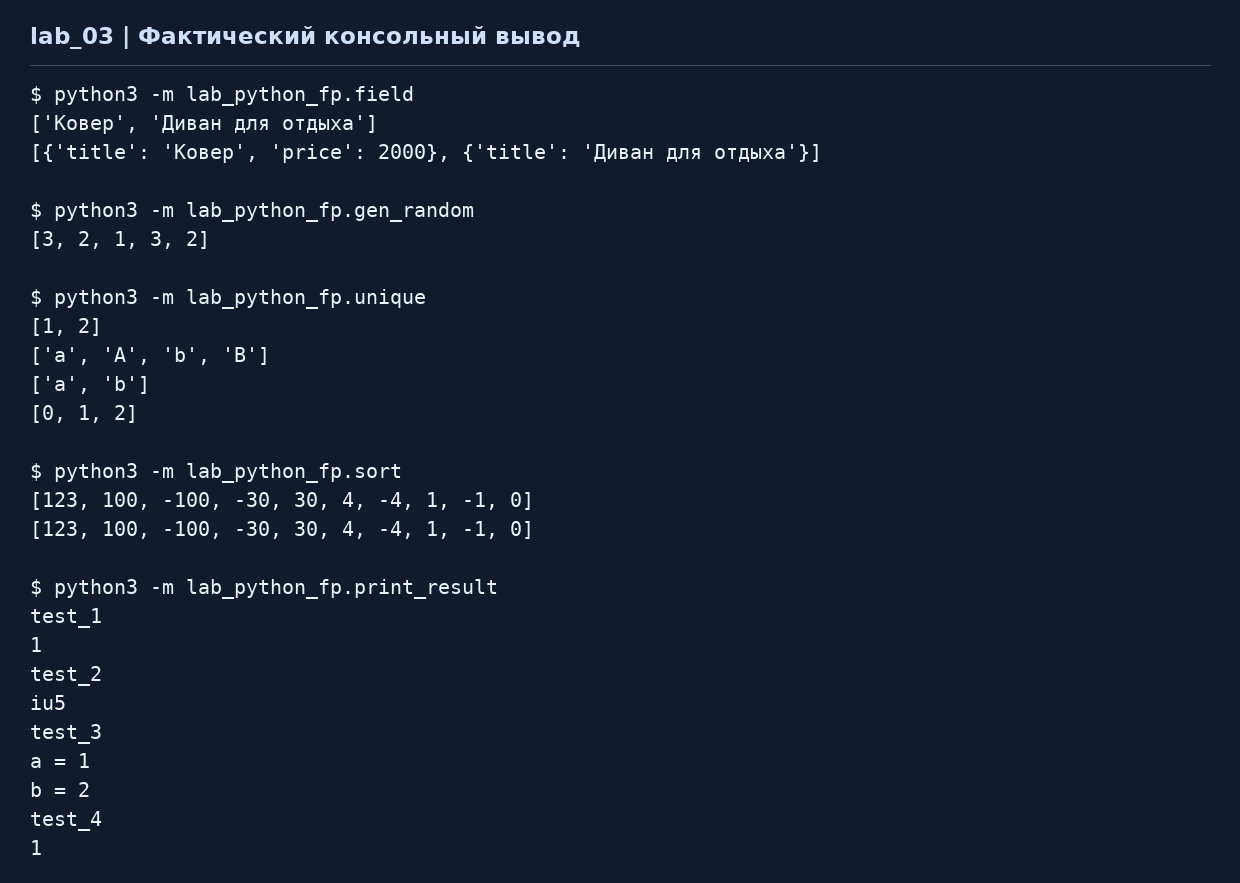 lab_03 | Фактический консольный вывод
$ python3 -m lab_python_fp.field
['Ковер', 'Диван для отдыха']
[{'title': 'Ковер', 'price': 2000}, {'title': 'Диван для отдыха'}]
$ python3 -m lab_python_fp.gen_random
[3, 2, 1, 3, 2]
$ python3 -m lab_python_fp.unique
[1, 2]
['a', 'A', 'b', 'B']
['a', 'b']
[0, 1, 2]
$ python3 -m lab_python_fp.sort
[123, 100, -100, -30, 30, 4, -4, 1, -1, 0]
[123, 100, -100, -30, 30, 4, -4, 1, -1, 0]
$ python3 -m lab_python_fp.print_result
test_1
1
test_2
iu5
test_3
a = 1
b = 2
test_4
1